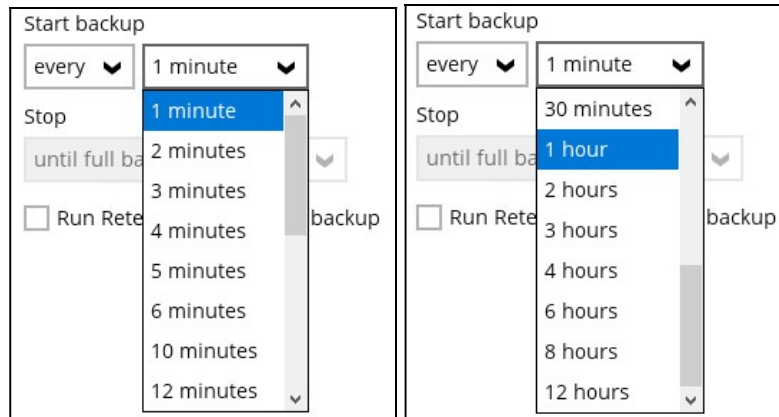 Start backup
every
1 minute
Stop
until full ba
Run Rete
backup
1 minute
2 minutes
3 minutes
4 minutes
5 minutes
6 minutes
10 minutes
12 minutes
Start backup
every
1 minute
Stop
until full ba
Run Rete
backup
30 minutes
1 hour
2 hours
3 hours
4 hours
6 hours
8 hours
12 hours